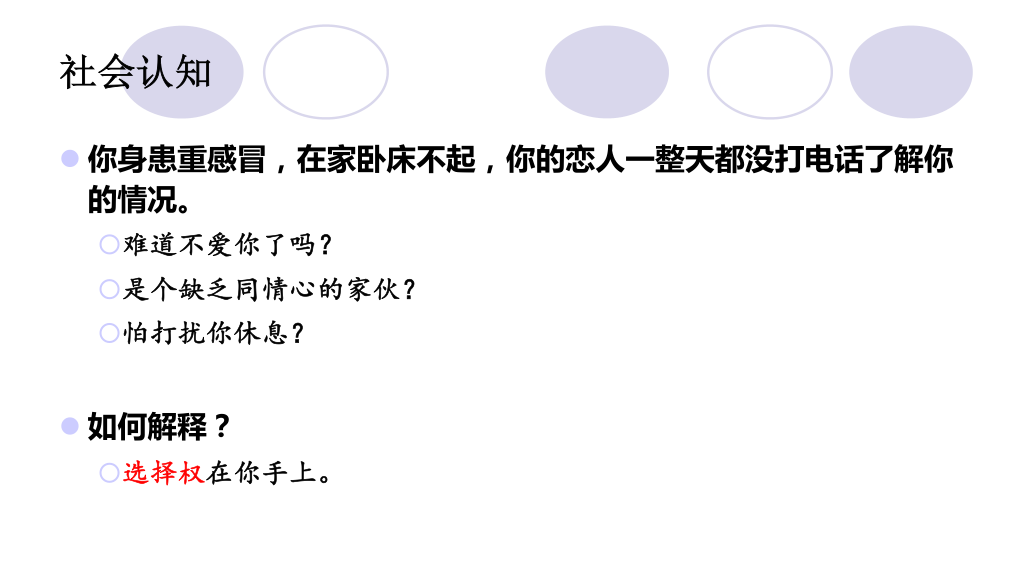 社会认知
你身患重感冒，在家卧床不起，你的恋人一整天都没打电话了解你
的情况。
难道不爱你了吗？
是个缺乏同情心的家伙？
怕打扰你休息？
如何解释？
选择权在你手上。